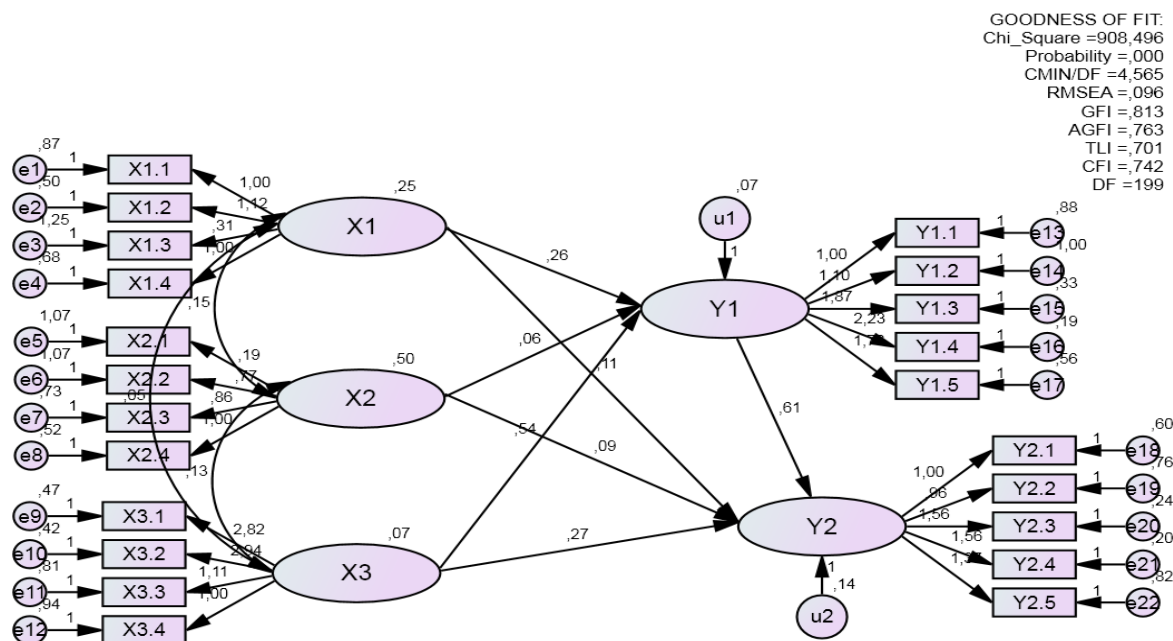 GOODNESS OF FIT:
Chi_Square =908,496
Probability =,000
CMIN/DF =4,565
RMSEA =,096
GFI =,813
AGFI =,763
TLI =,701
CFI =,742
DF =199
,87
e1 1 X1.1
,50
e2 1 X1.2
1,25
e3 1 X1.3
,68
e4 1 X1.4
1,00
1,12
,31
1,00
,25
X1
,15
1,07
e5 1 X2.1
1,07
e6 1 X2.2
,73
e7 1 X2.3
,52
e8 1 X2.4
,19
,77
,86
1,00
,50
X2
,05
,13
,47
e9 1 X3.1
,42
e10 1 X3.2
,81
e11 1 X3.3
,94
e12 1 X3.4
2,82
2,94
1,11
1,00
,07
X3
,26
,06
,11
,54
,09
,27
,61
,07
u1
1
Y1
1,00
1,10
1,87
2,23
Y1.1 1 e13
,88
Y1.2 1 e14
1,00
Y1.3 1 e15
,33
Y1.4 1 e16
,19
Y1.5 1 e17
,56
Y2
1
,14
u2
1,00
,96
1,56
1,56
Y2.1 1 e18
,60
Y2.2 1 e19
,76
Y2.3 1 e20
,24
Y2.4 1 e21
,20
Y2.5 1 e22
,82